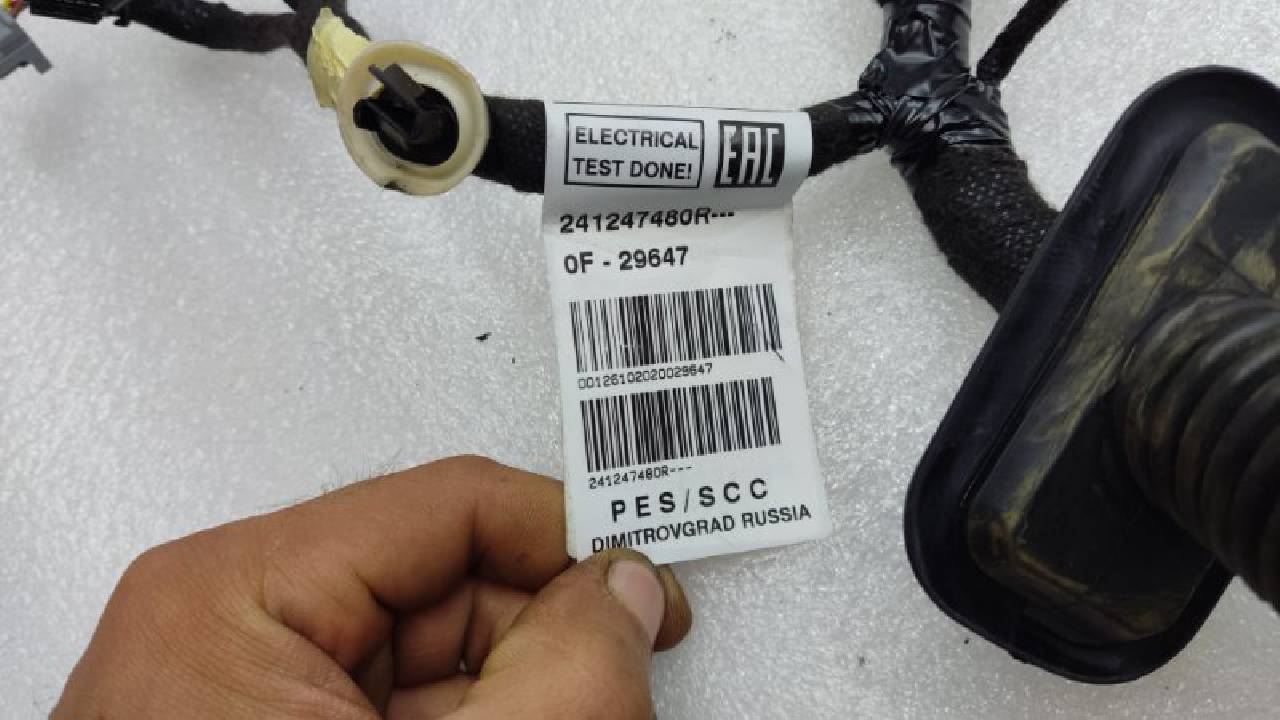 ELECTRICAL
TEST DONE!
EAC
241247480R---
0F - 29647
00126102020029647
241247480R---
PES/SCC
DIMITROVGRAD RUSSIA